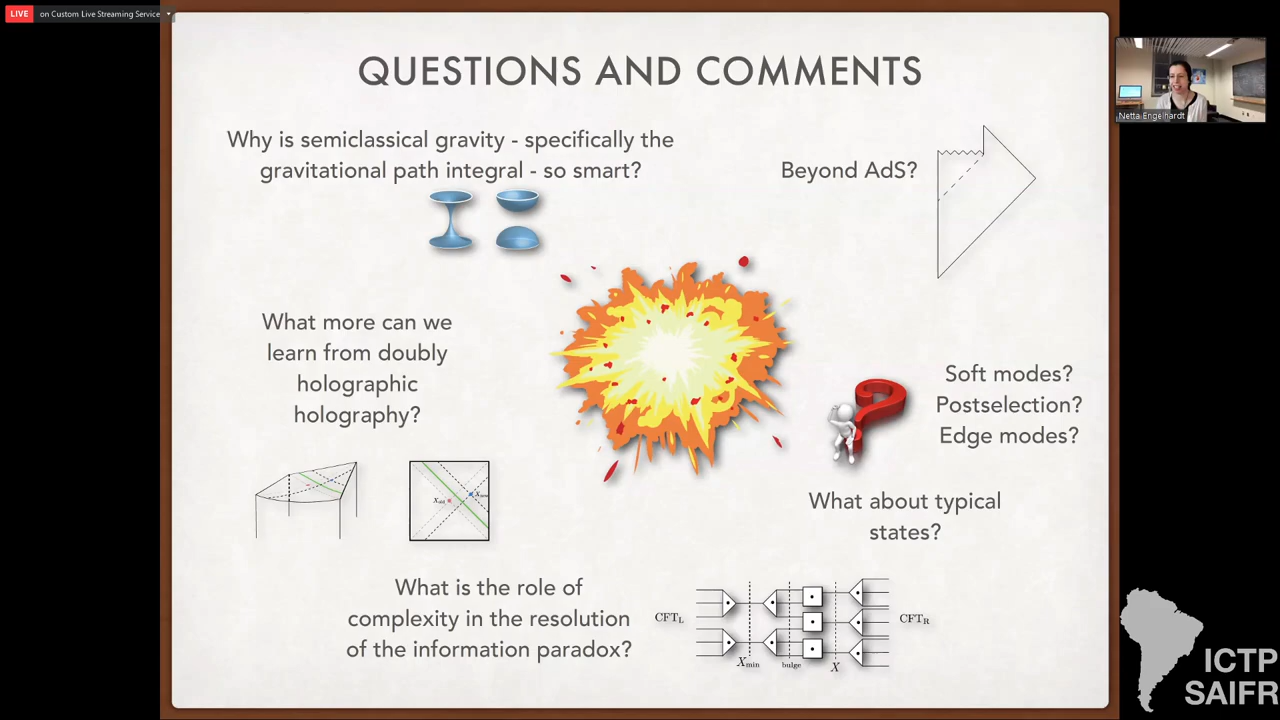 LIVE on Custom Live Streaming Service
QUESTIONS AND COMMENTS
Netta Engelhardt
Why is semiclassical gravity - specifically the
gravitational path integral - so smart?
Beyond AdS?
What more can we
learn from doubly
holographic
holography?
Soft modes?
Postselection?
Edge modes?
What about typical
states?
What is the role of
complexity in the resolution
of the information paradox?
CFT_L
X_min
bulge
X
CFT_R
ICTP
SAIFR